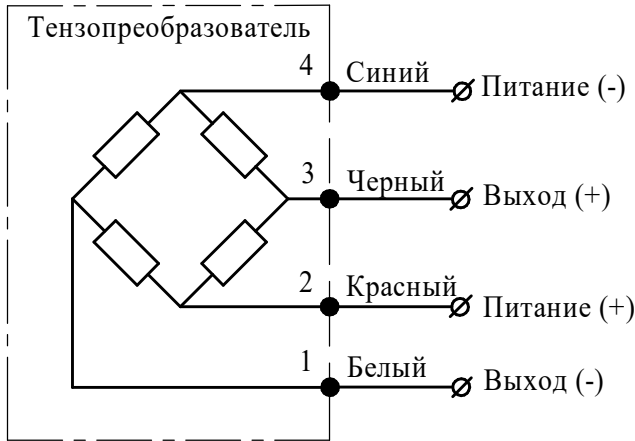 Тензопреобразователь
4 Синий Питание (-)
3 Черный Выход (+)
2 Красный Питание (+)
1 Белый Выход (-)